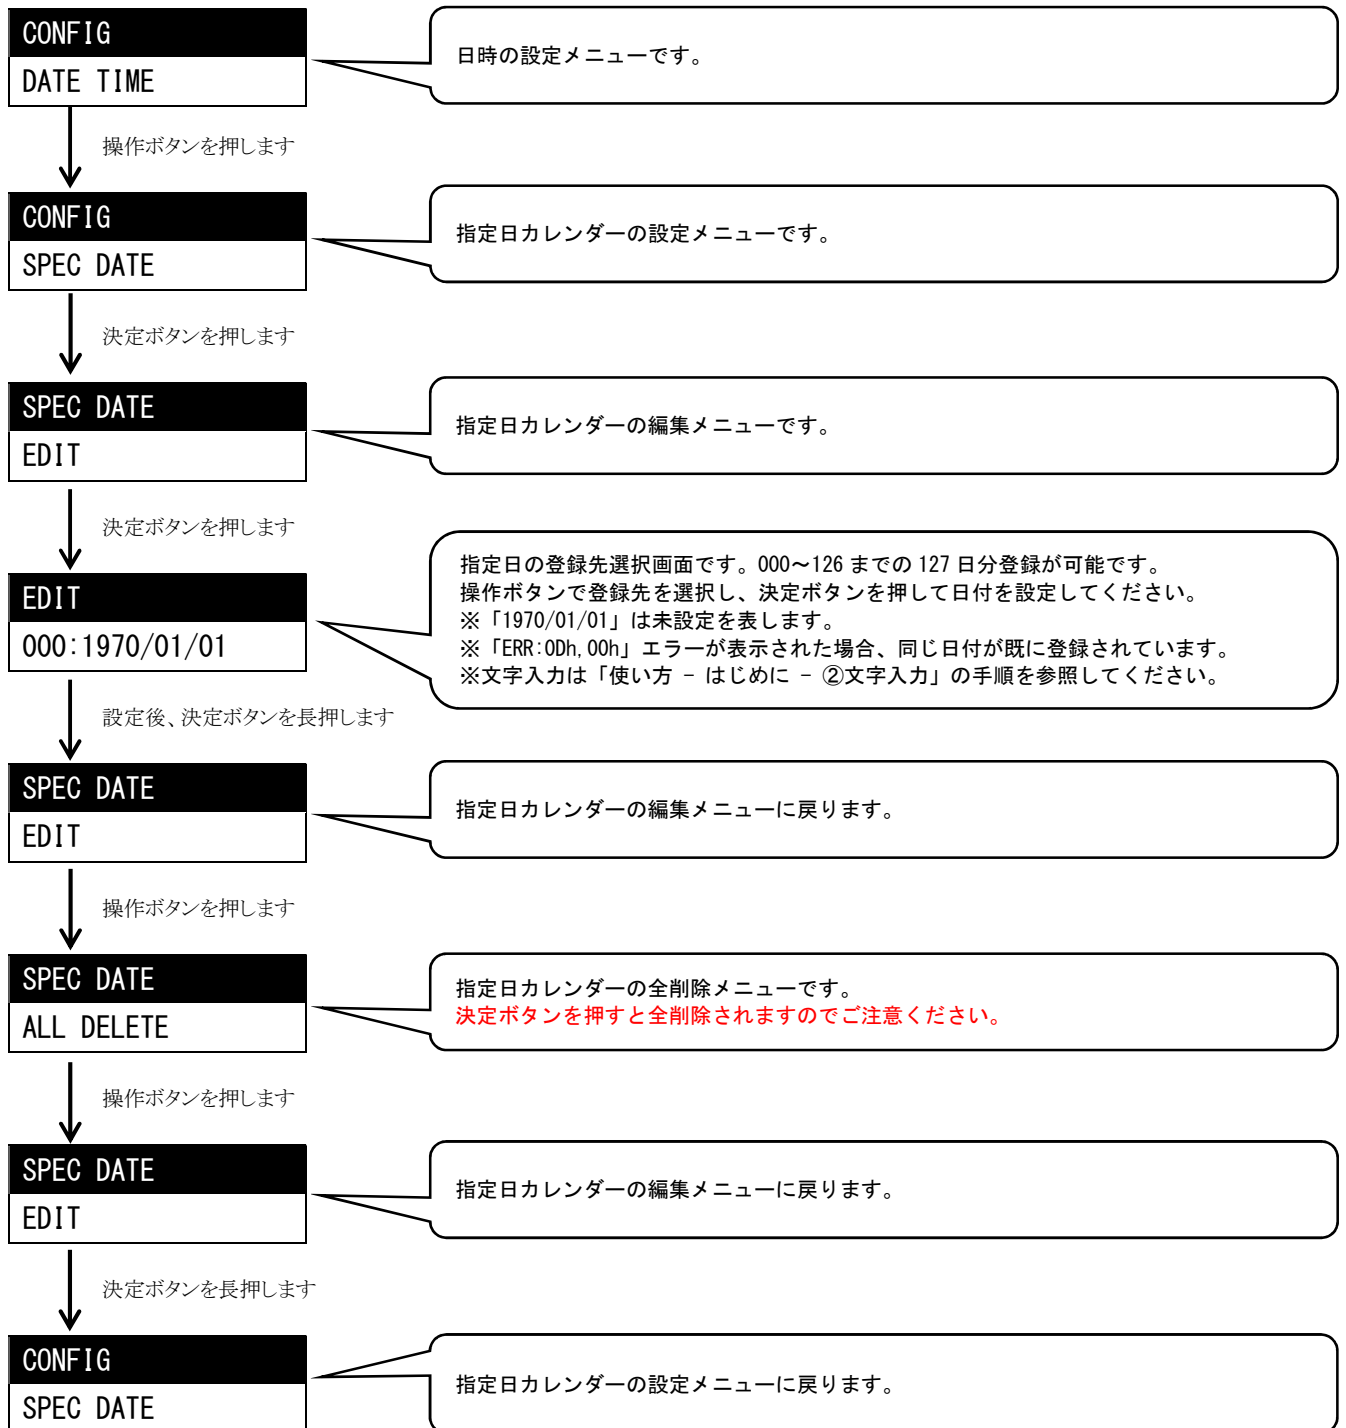 CONFIG
DATE TIME
日時の設定メニューです。
操作ボタンを押します
CONFIG
SPEC DATE
指定日カレンダーの設定メニューです。
決定ボタンを押します
SPEC DATE
EDIT
指定日カレンダーの編集メニューです。
決定ボタンを押します
EDIT
000:1970/01/01
指定日の登録先選択画面です。000～126 までの 127 日分登録が可能です。
操作ボタンで登録先を選択し、決定ボタンを押して日付を設定してください。
※「1970/01/01」は未設定を表します。
※「ERR:0Dh,00h」エラーが表示された場合、同じ日付が既に登録されています。
※文字入力は「使い方 － はじめに － ②文字入力」の手順を参照してください。
設定後、決定ボタンを長押します
SPEC DATE
EDIT
指定日カレンダーの編集メニューに戻ります。
操作ボタンを押します
SPEC DATE
ALL DELETE
指定日カレンダーの全削除メニューです。
決定ボタンを押すと全削除されますのでご注意ください。
操作ボタンを押します
SPEC DATE
EDIT
指定日カレンダーの編集メニューに戻ります。
決定ボタンを長押します
CONFIG
SPEC DATE
指定日カレンダーの設定メニューに戻ります。